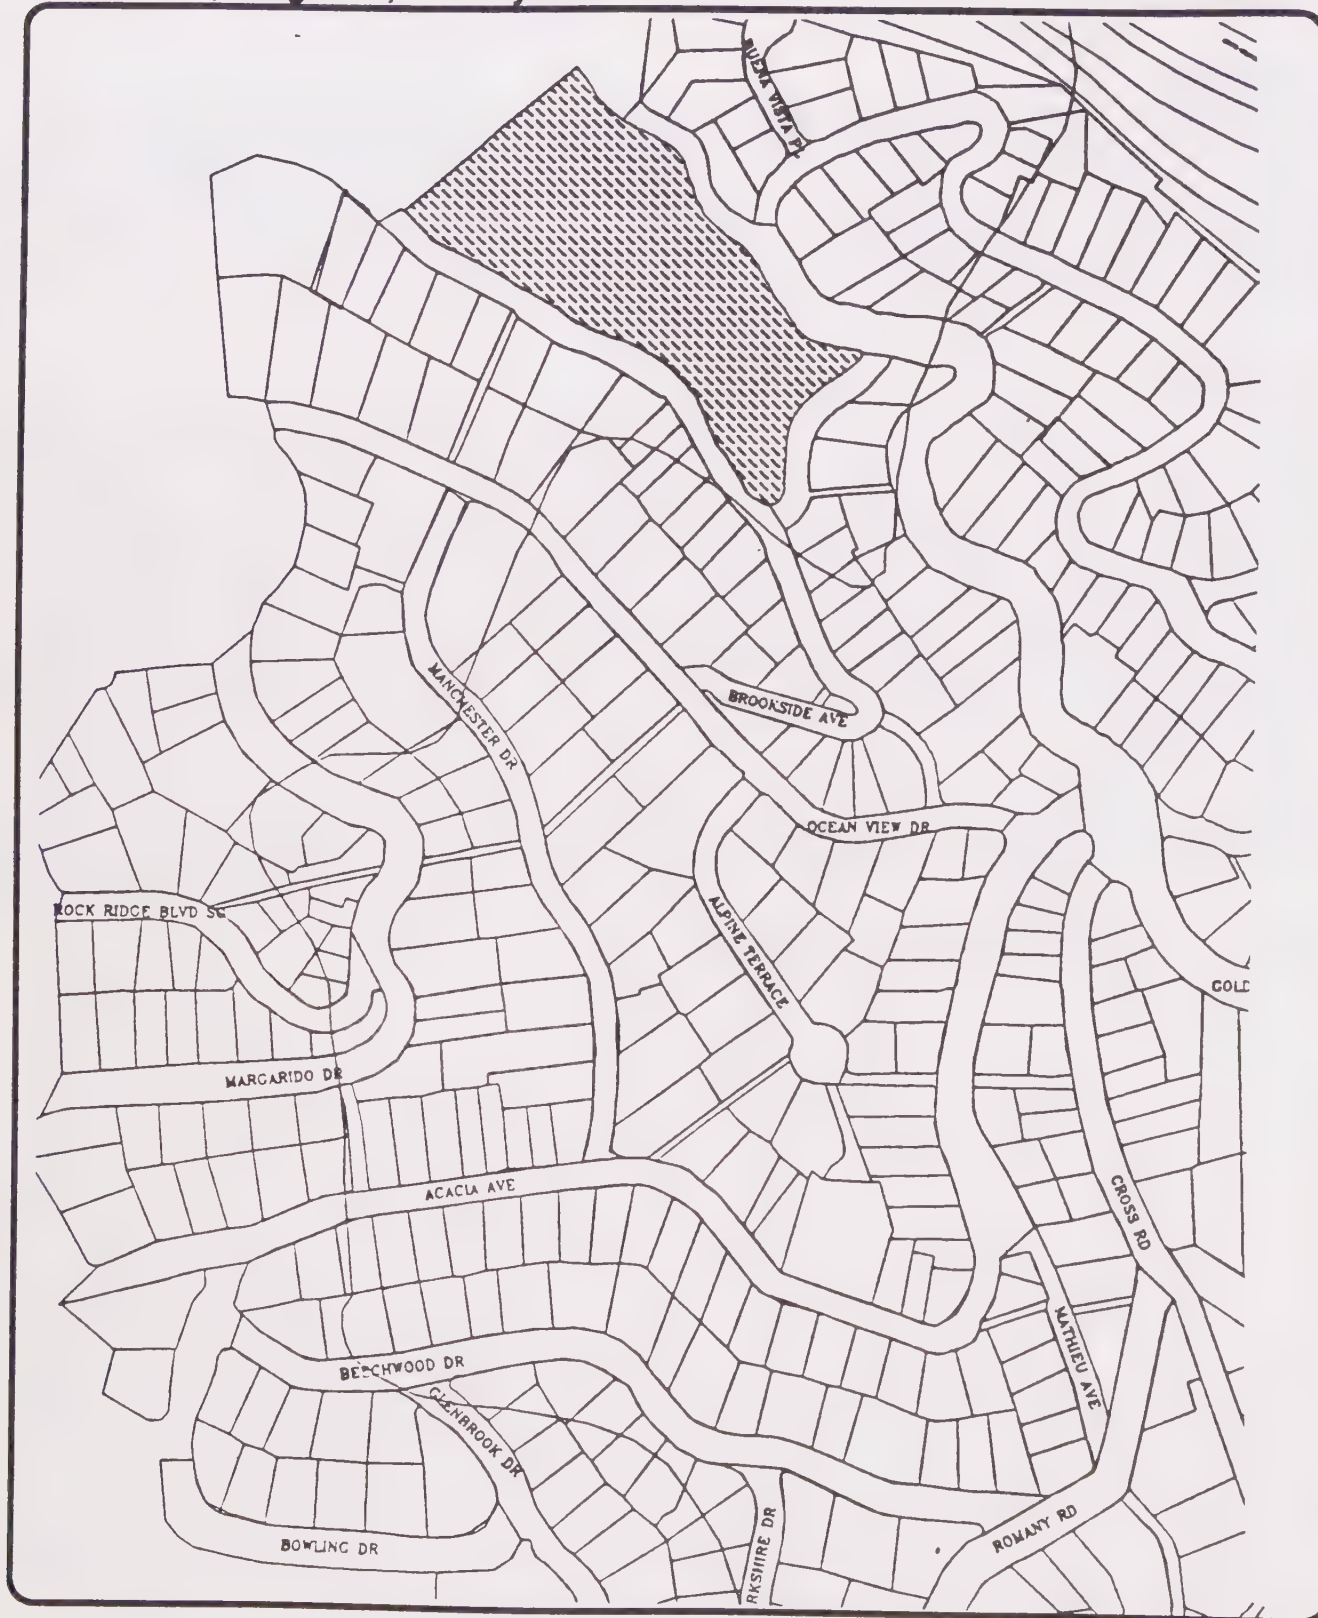 BUENA VISTA PL
MANCHESTER DR
BROOKSIDE AVE
OCEAN VIEW DR
ALPINE TERRACE
ROCK RIDGE BLVD
GOLD
MARGARIDO DR
ACACIA AVE
CROSS RD
MATHIEU AVE
BEECHWOOD DR
GLENBROOK DR
ROMANY RD
BOWLING DR
RKSHIRE DR